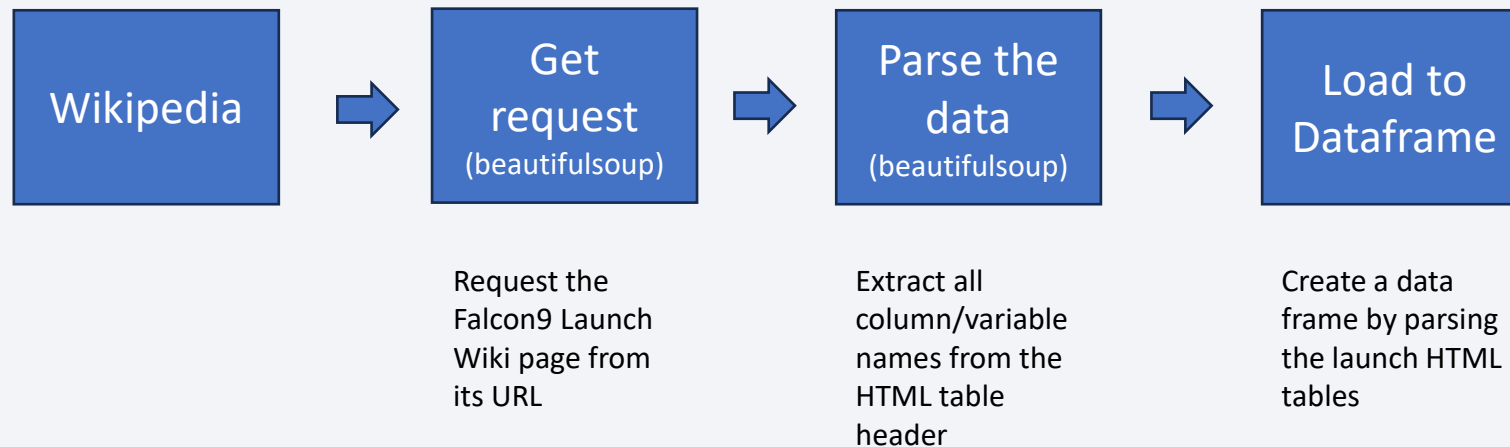 Wikipedia
Get
request
(beautifulsoup)
Parse the
data
(beautifulsoup)
Load to
Dataframe
Request the
Falcon9 Launch
Wiki page from
its URL
Extract all
column/variable
names from the
HTML table
header
Create a data
frame by parsing
the launch HTML
tables